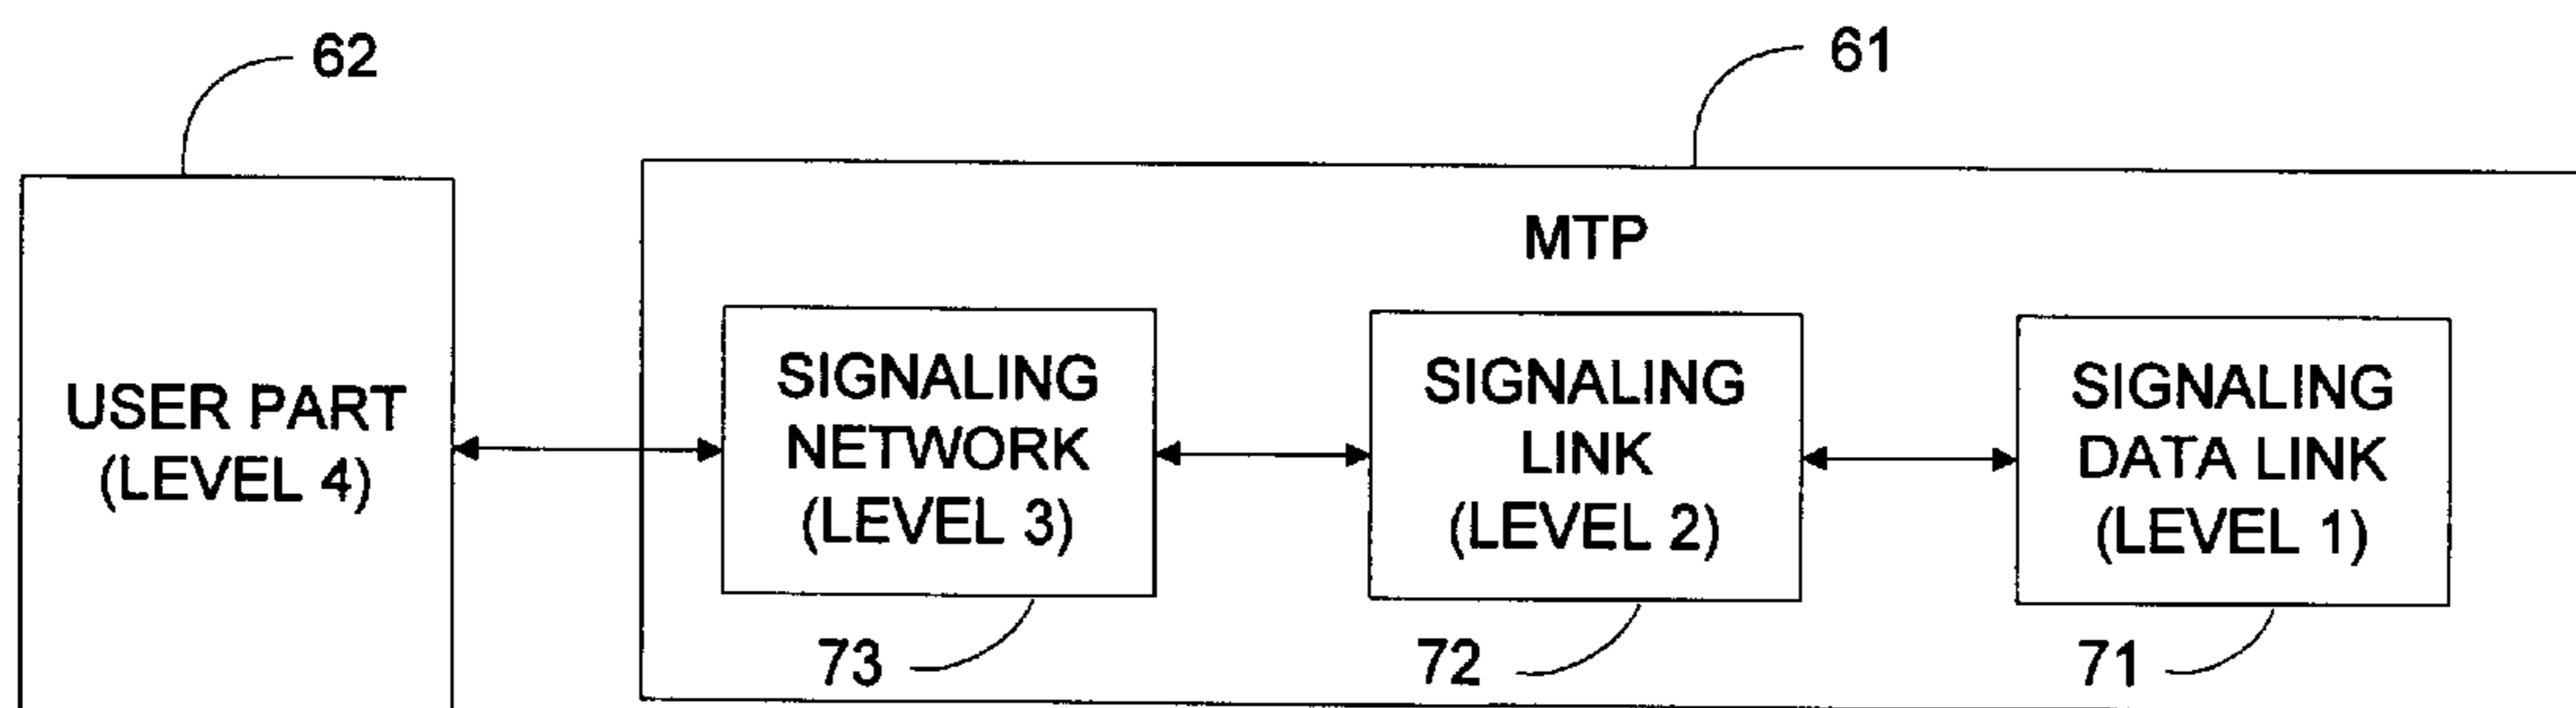 62
61
MTP
USER PART
(LEVEL 4)
SIGNALING
NETWORK
(LEVEL 3)
SIGNALING
LINK
(LEVEL 2)
SIGNALING
DATA LINK
(LEVEL 1)
73
72
71